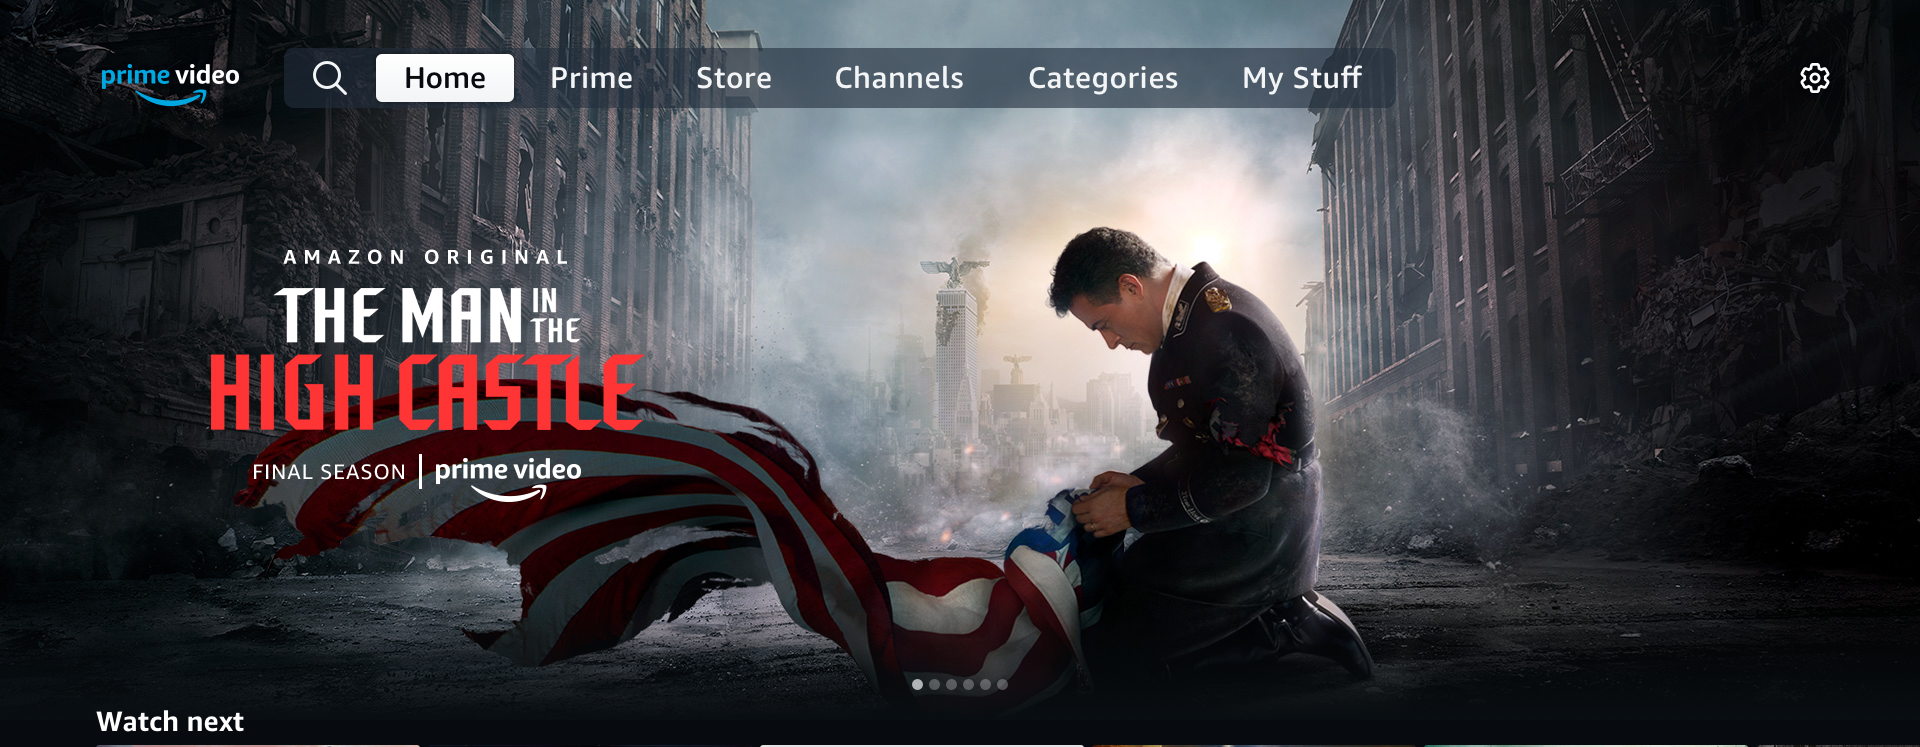 prime video
Home Prime Store Channels Categories My Stuff
AMAZON ORIGINAL
THE MAN IN THE
HIGH CASTLE
FINAL SEASON | prime video
Watch next